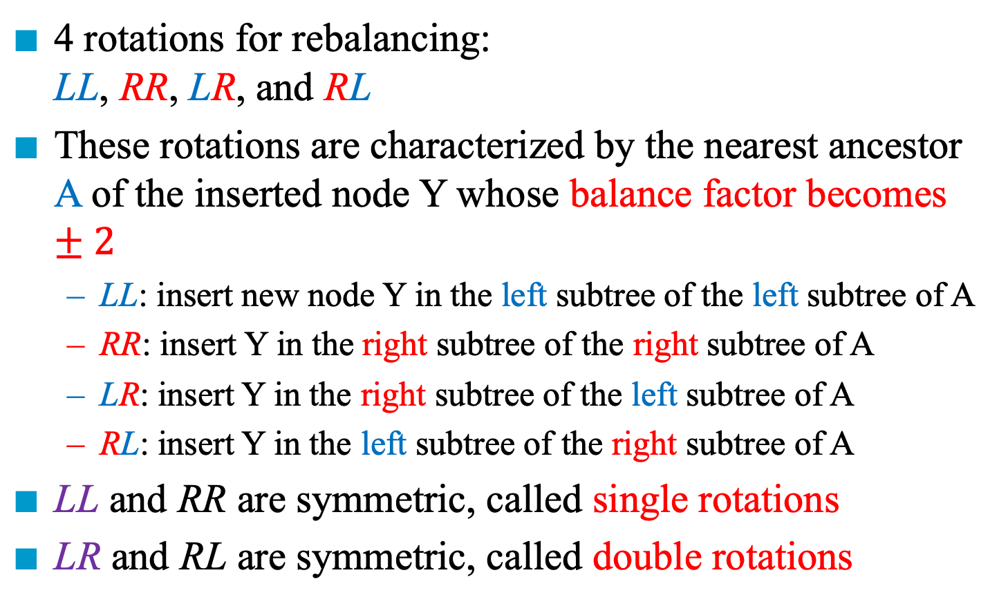 ■ 4 rotations for rebalancing:
LL, RR, LR, and RL
■ These rotations are characterized by the nearest ancestor
A of the inserted node Y whose balance factor becomes
± 2
– LL: insert new node Y in the left subtree of the left subtree of A
– RR: insert Y in the right subtree of the right subtree of A
– LR: insert Y in the right subtree of the left subtree of A
– RL: insert Y in the left subtree of the right subtree of A
■ LL and RR are symmetric, called single rotations
■ LR and RL are symmetric, called double rotations